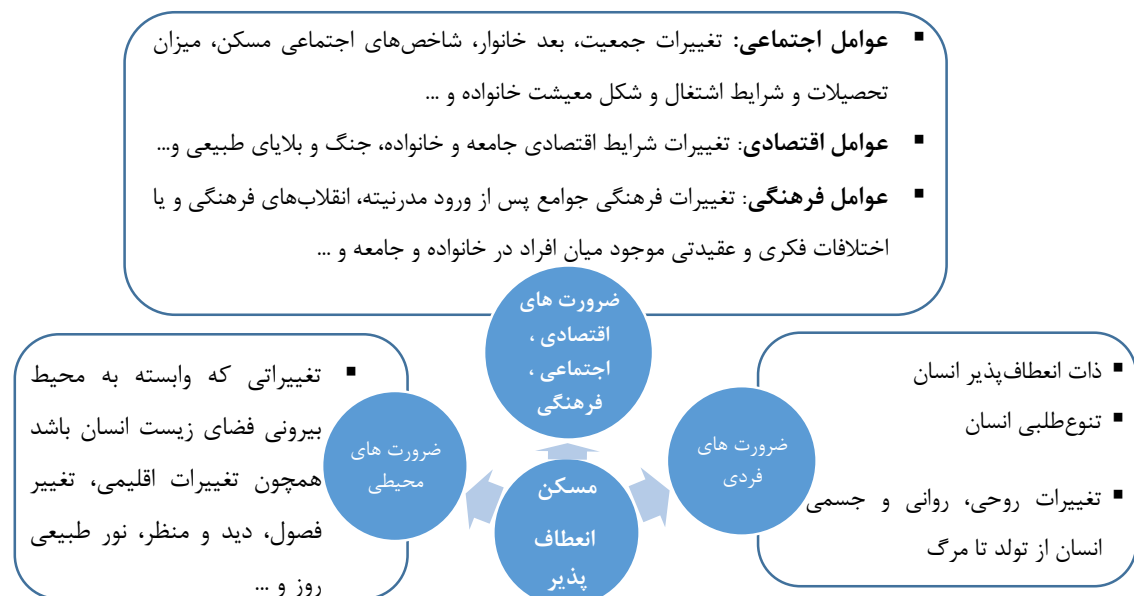 ▪ عوامل اجتماعی: تغییرات جمعیت، بعد خانوار، شاخص‌های اجتماعی مسکن، میزان
تحصیلات و شرایط اشتغال و شکل معیشت خانواده و ...
▪ عوامل اقتصادی: تغییرات شرایط اقتصادی جامعه و خانواده، جنگ و بلایای طبیعی و...
▪ عوامل فرهنگی: تغییرات فرهنگی جوامع پس از ورود مدرنیته، انقلاب‌های فرهنگی و یا
اختلافات فکری و عقیدتی موجود میان افراد در خانواده و جامعه و ...
ضرورت های
اقتصادی ،
اجتماعی ،
فرهنگی
▪ ذات انعطاف‌پذیر انسان
▪ تنوع‌طلبی انسان
▪ تغییرات روحی، روانی و جسمی
انسان از تولد تا مرگ
ضرورت های
فردی
مسکن
انعطاف
پذیر
ضرورت های
محیطی
▪ تغییراتی که وابسته به محیط
بیرونی فضای زیست انسان باشد
همچون تغییرات اقلیمی، تغییر
فصول، دید و منظر، نور طبیعی
روز و ...